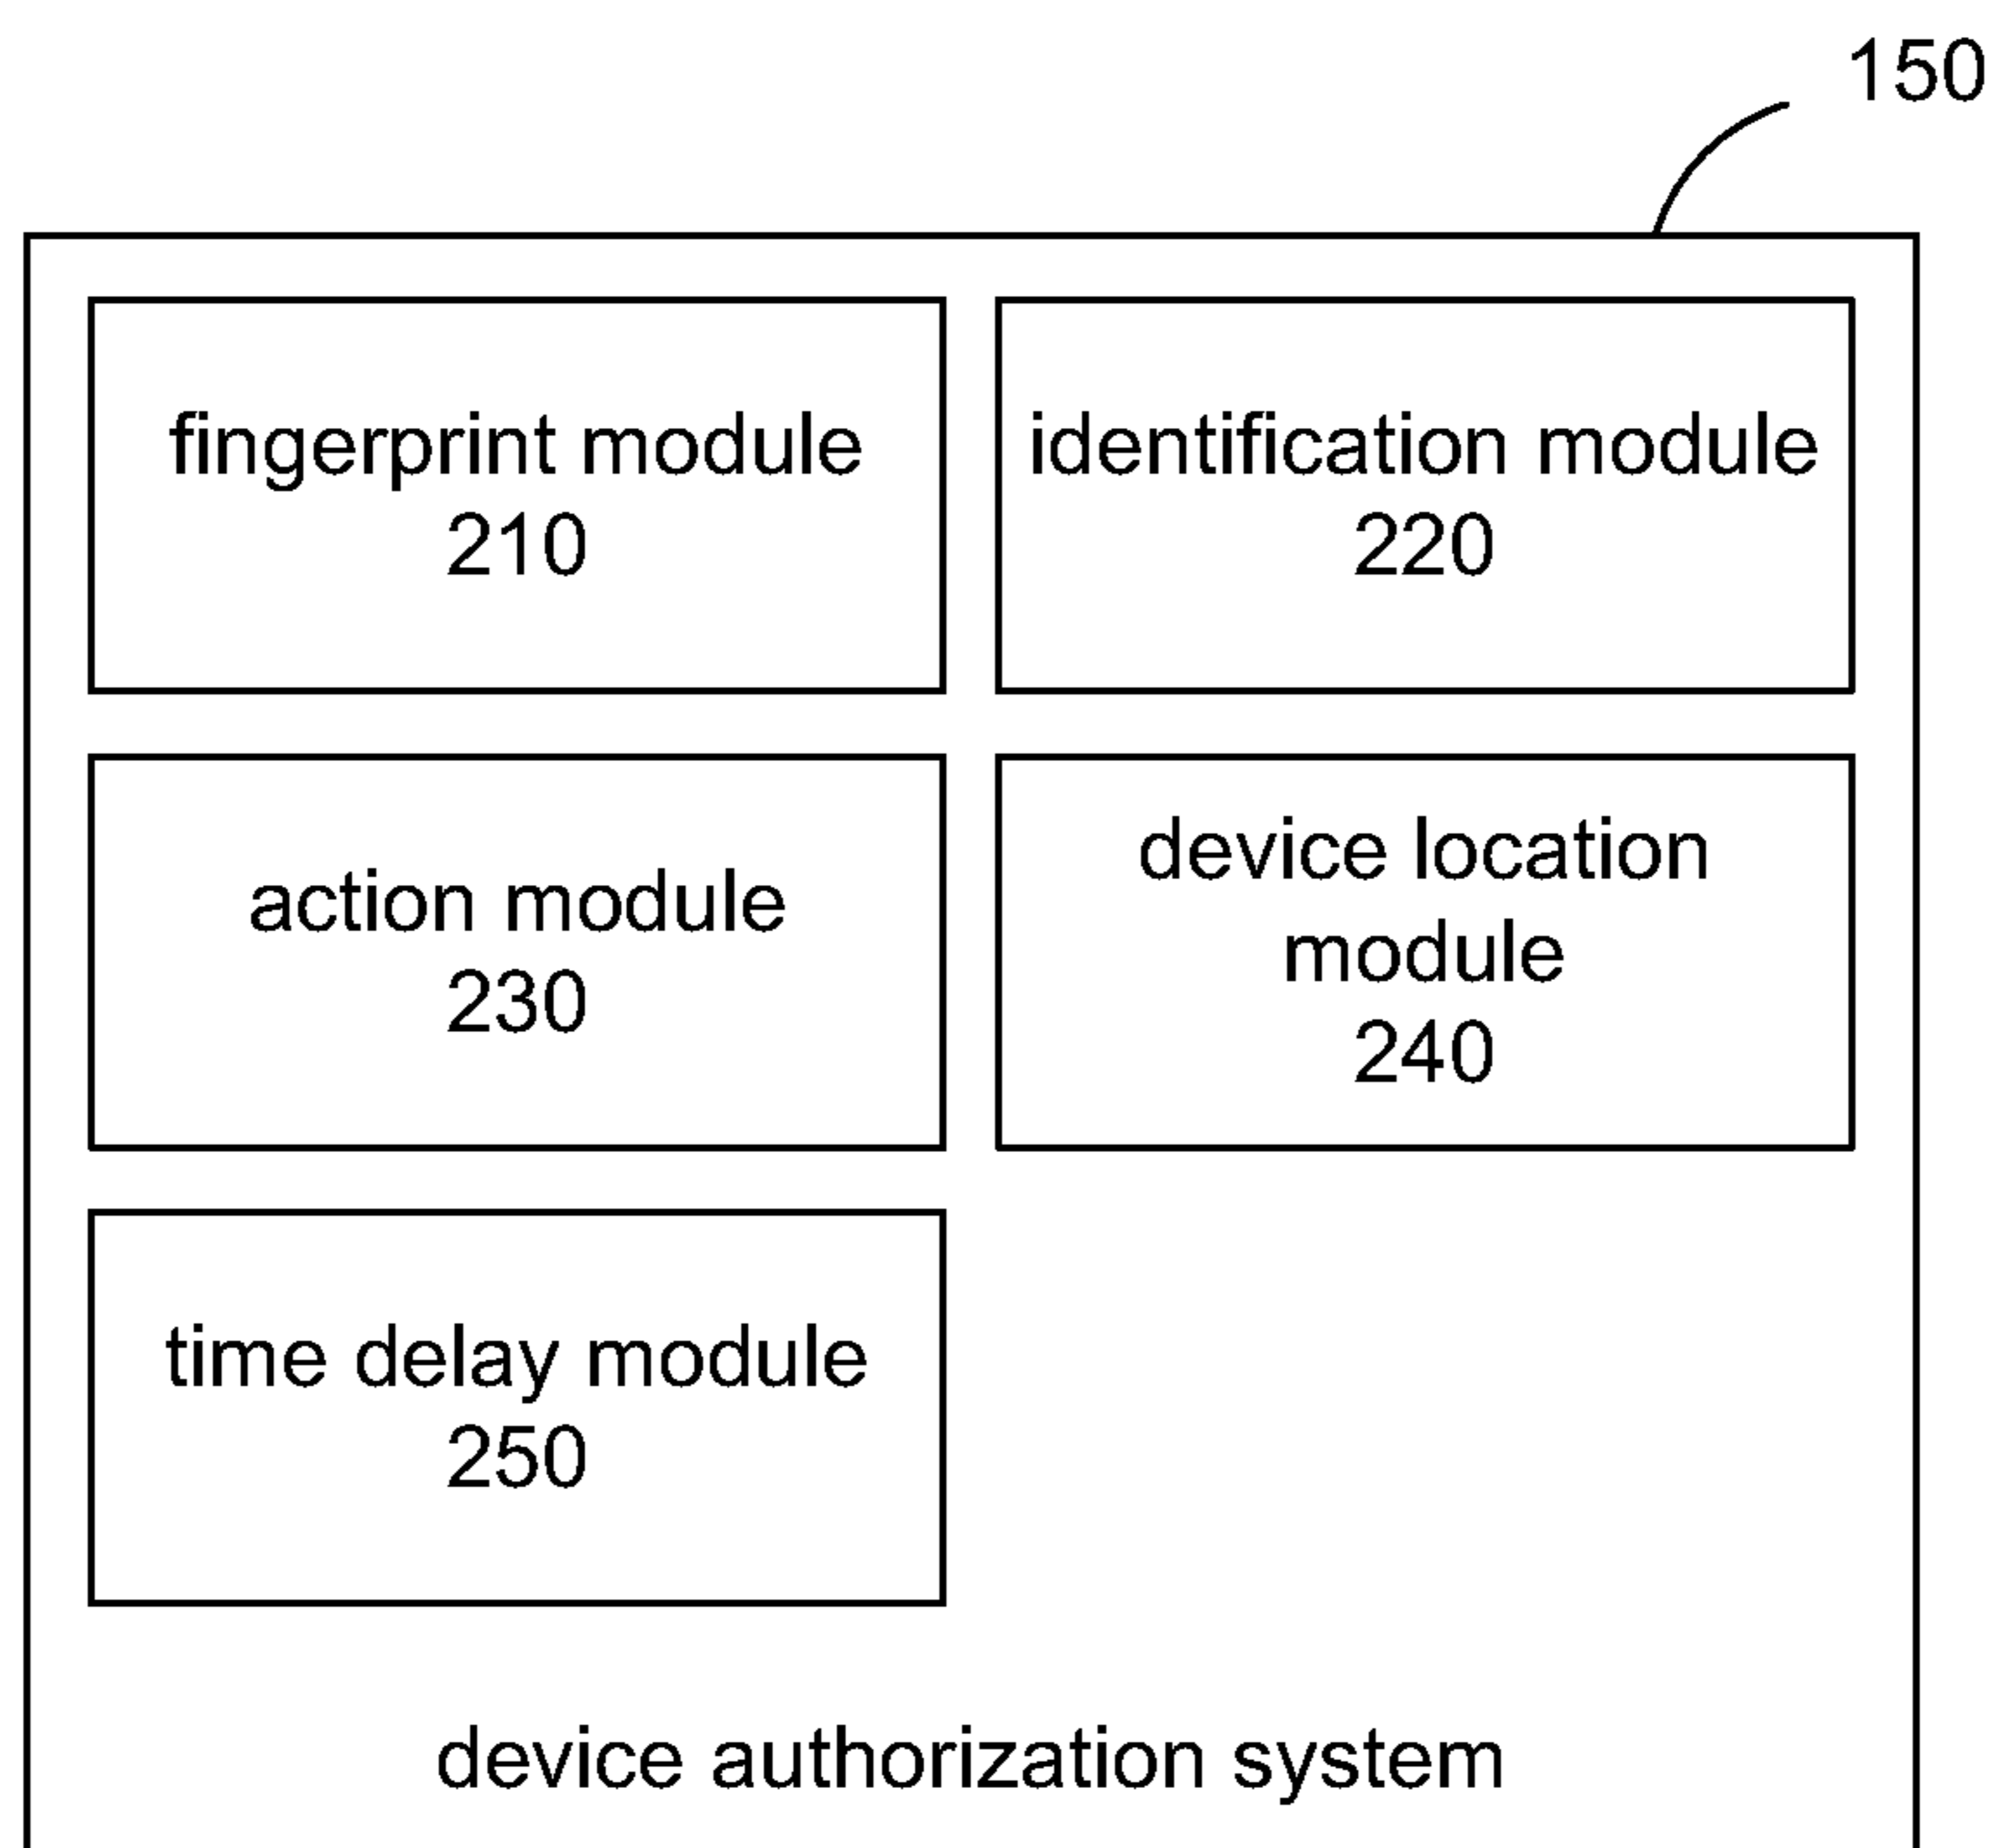 150
fingerprint module
210
identification module
220
action module
230
device location
module
240
time delay module
250
device authorization system